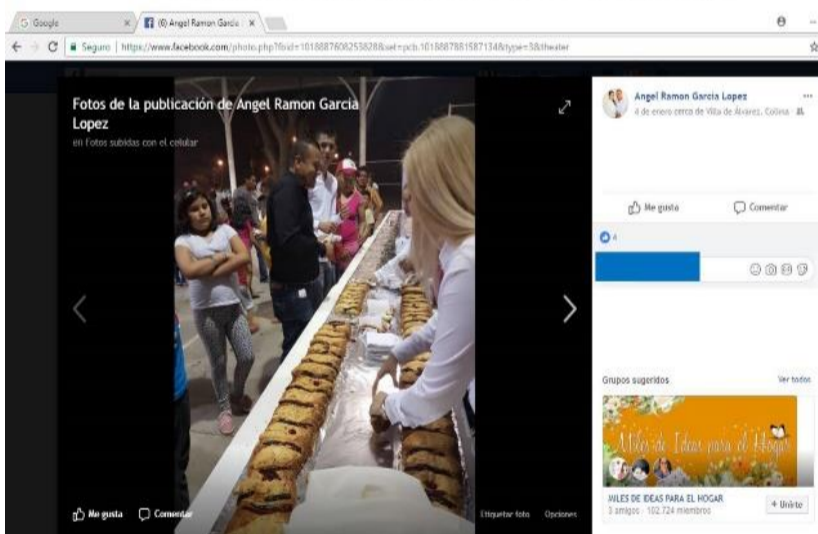 Google
(6) Angel Ramon Garcia
Seguro | https://www.facebook.com/photo.php?fbid=10188876082538288&set=pcb.1018887881587134&type=3&theater
Fotos de la publicación de Angel Ramon Garcia
Lopez
en Fotos subidas con el celular
Angel Ramon Garcia Lopez
4 de enero cerca de Villa de Álvarez, Colima
Me gusta
Comentar
4
Grupos sugeridos
Ver todos
Miles de Ideas para el Hogar
MILES DE IDEAS PARA EL HOGAR
3 amigos · 102.724 miembros
+ Unirte
Me gusta
Comentar
Etiquetar foto
Opciones